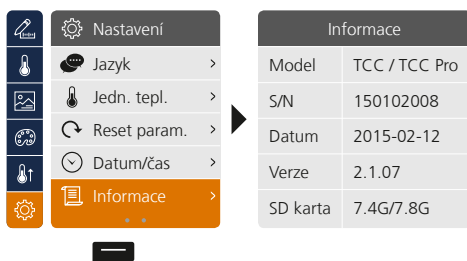 Nastavení
Jazyk
Jedn. tepl.
Reset param.
Datum/čas
Informace
Informace
Model TCC / TCC Pro
S/N 150102008
Datum 2015-02-12
Verze 2.1.07
SD karta 7.4G/7.8G